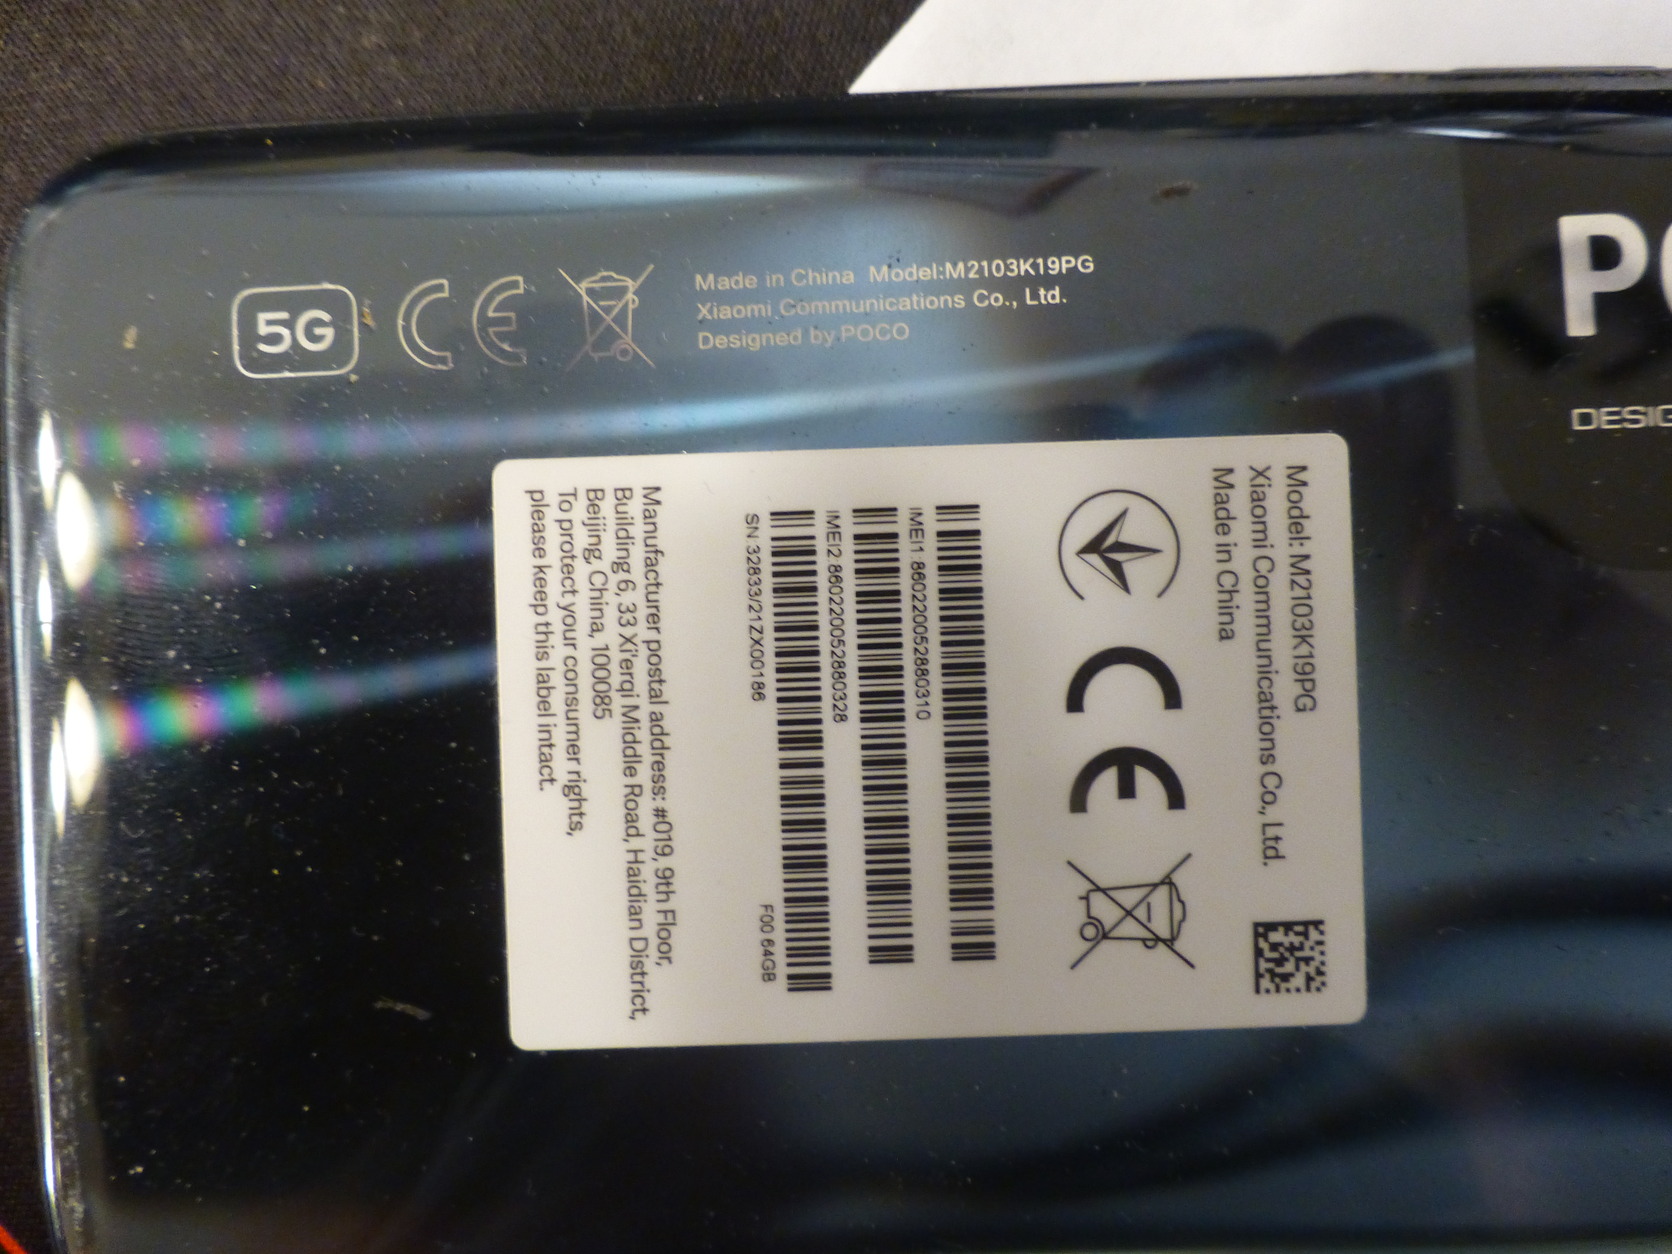 5G
CE
Made in China Model:M2103K19PG
Xiaomi Communications Co., Ltd.
Designed by POCO
DESIG
Model: M2103K19PG
Xiaomi Communications Co., Ltd.
Made in China
CE
IMEI1: 860220052880310
IMEI2: 860220052880328
SN: 32833/21ZX00186
F00 64GB
Manufacturer postal address: #019, 9th Floor,
Building 6, 33 Xi'erqi Middle Road, Haidian District,
Beijing, China, 100085
To protect your consumer rights,
please keep this label intact.